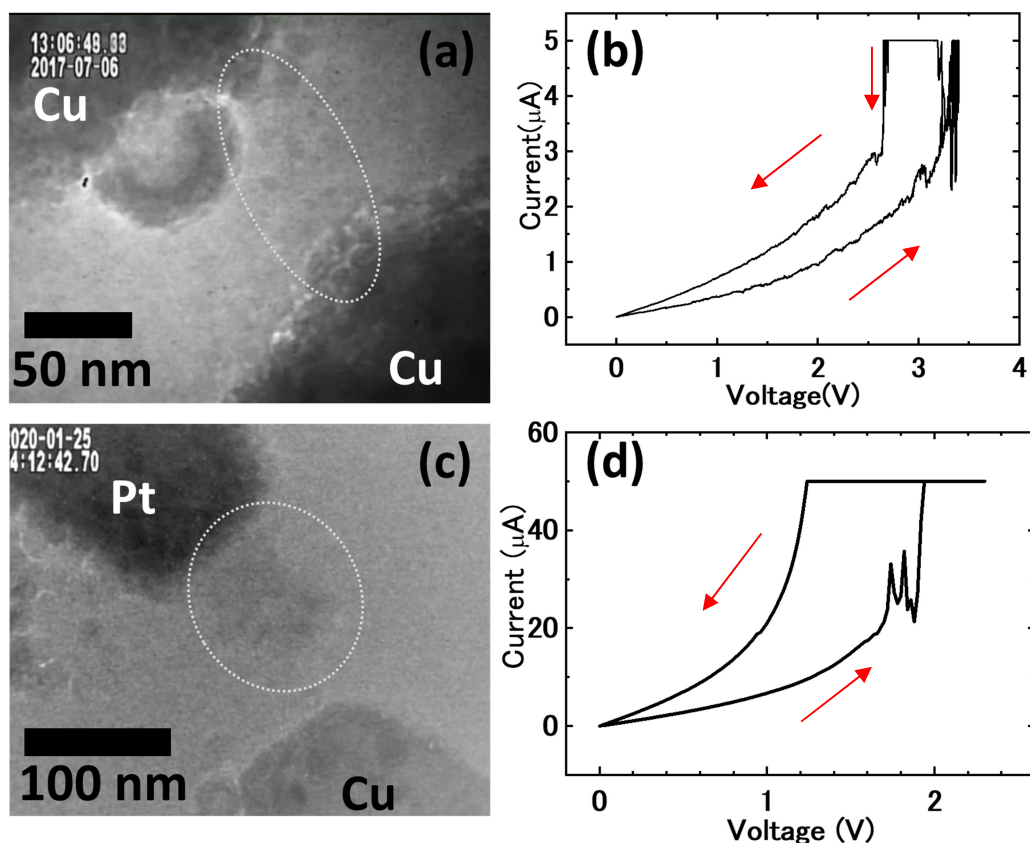 13:06:48.33
2017-07-06
(a)
Cu
50 nm
Cu
(b)
Current(μA)
5
4
3
2
1
0
0 1 2 3 4
Voltage(V)
020-01-25
4:12:42.70
(c)
Pt
100 nm
Cu
(d)
Current (μA)
60
40
20
0
0 1 2
Voltage (V)